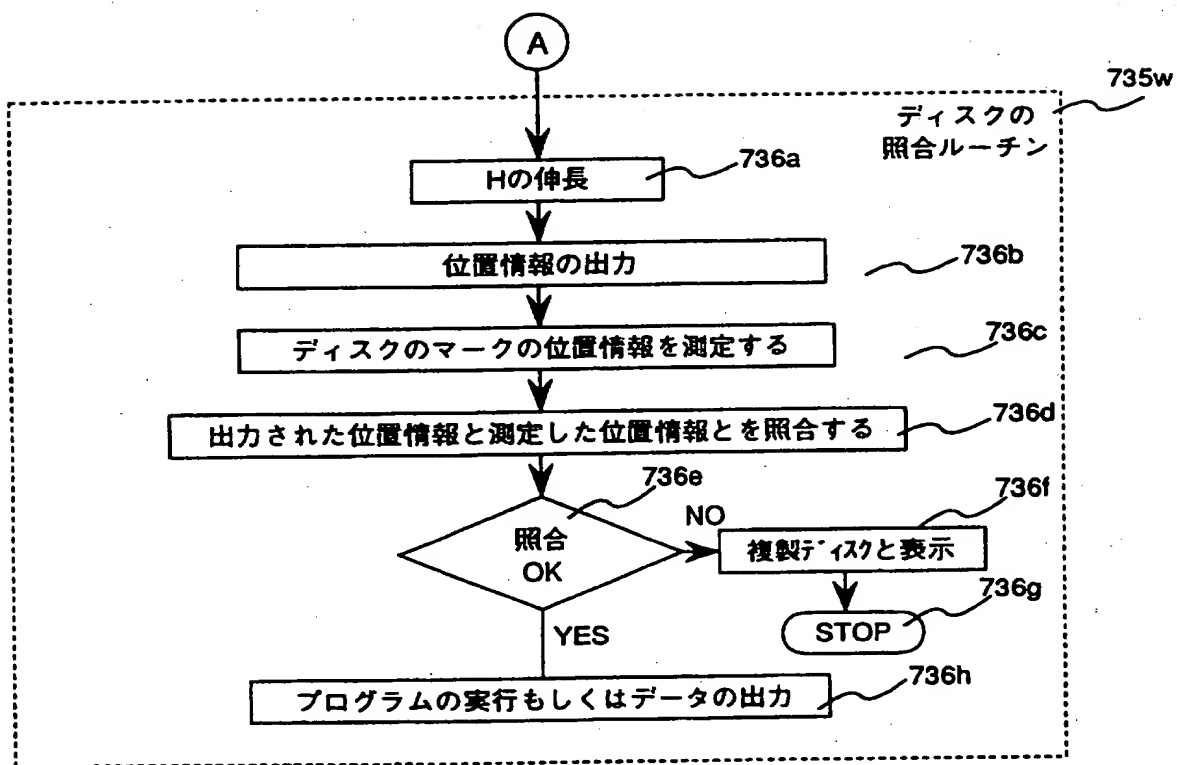 A
735w
ディスクの
照合ルーチン
Hの伸長
736a
位置情報の出力
736b
ディスクのマークの位置情報を測定する
736c
出力された位置情報と測定した位置情報とを照合する
736d
736e
照合
OK
NO
736f
複製ディスクと表示
736g
STOP
YES
736h
プログラムの実行もしくはデータの出力